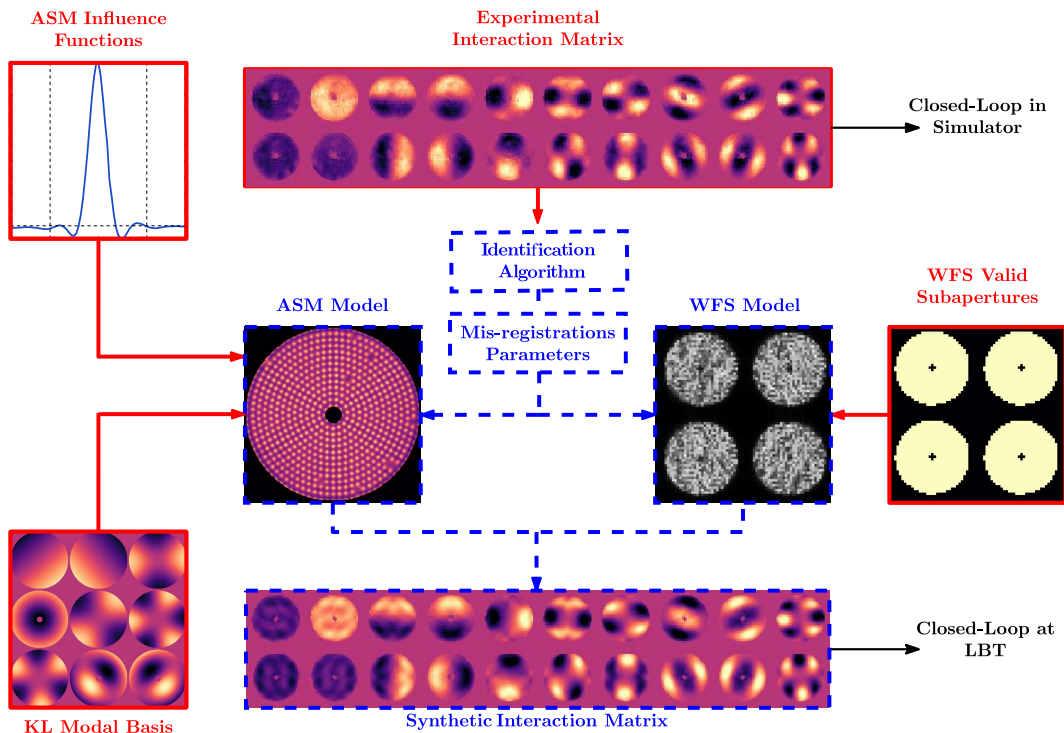 ASM Influence
Functions
Experimental
Interaction Matrix
Closed-Loop in
Simulator
Identification
Algorithm
ASM Model
WFS Model
WFS Valid
Subapertures
Mis-registrations
Parameters
Closed-Loop at
LBT
KL Modal Basis
Synthetic Interaction Matrix